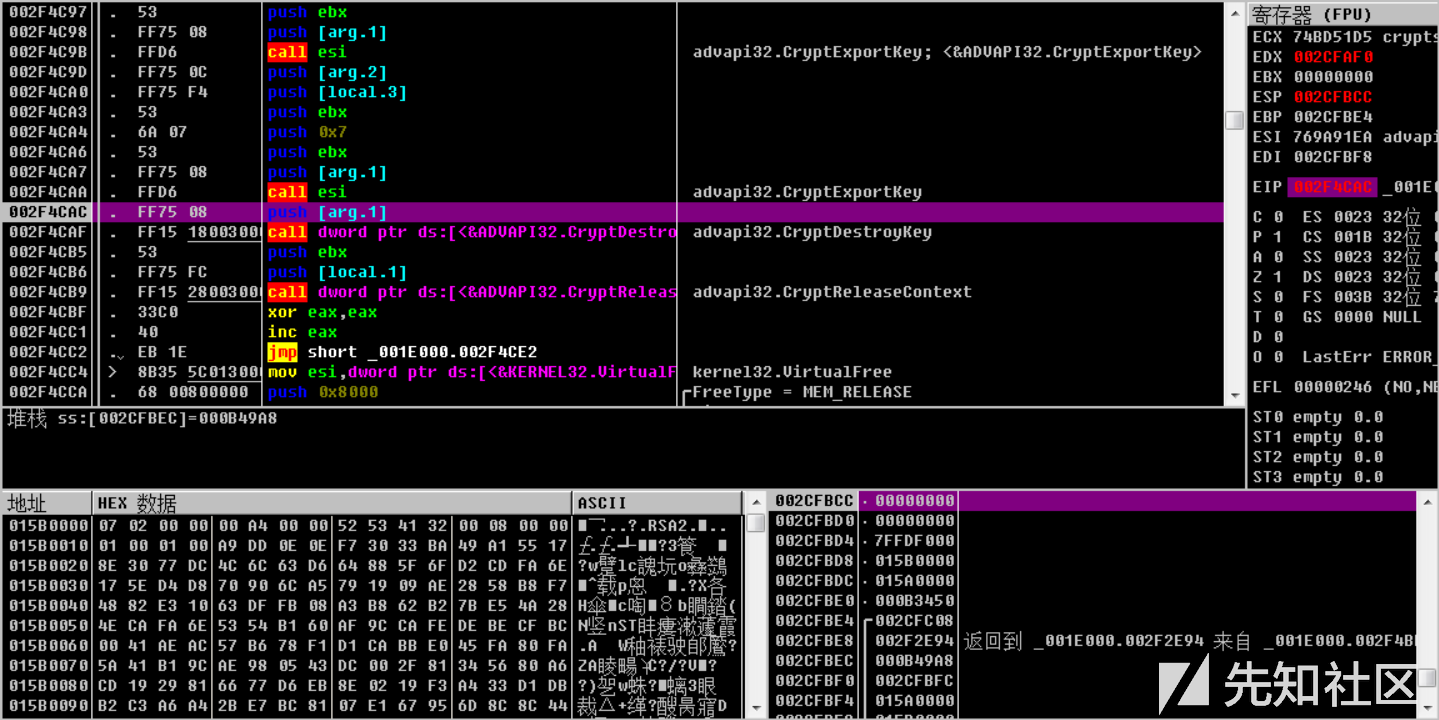 002F4C97 . 53 push ebx
002F4C98 . FF75 08 push [arg.1]
002F4C9B . FFD6 call esi advapi32.CryptExportKey; <&ADVAPI32.CryptExportKey>
002F4C9D . FF75 0C push [arg.2]
002F4CA0 . FF75 F4 push [local.3]
002F4CA3 . 53 push ebx
002F4CA4 . 6A 07 push 0x7
002F4CA6 . 53 push ebx
002F4CA7 . FF75 08 push [arg.1]
002F4CAA . FFD6 call esi advapi32.CryptExportKey
002F4CAC . FF75 08 push [arg.1]
002F4CAF . FF15 18003000 call dword ptr ds:[<&ADVAPI32.CryptDestro advapi32.CryptDestroyKey
002F4CB5 . 53 push ebx
002F4CB6 . FF75 FC push [local.1]
002F4CB9 . FF15 28003000 call dword ptr ds:[<&ADVAPI32.CryptReleas advapi32.CryptReleaseContext
002F4CBF . 33C0 xor eax,eax
002F4CC1 . 40 inc eax
002F4CC2 . EB 1E jmp short _001E000.002F4CE2
002F4CC4 > 8B35 5C013000 mov esi,dword ptr ds:[<&KERNEL32.VirtualF kernel32.VirtualFree
002F4CCA . 68 00800000 push 0x8000 FreeType = MEM_RELEASE
寄存器 (FPU)
ECX 74BD51D5 crypts
EDX 002CFAF0
EBX 00000000
ESP 002CFBCC
EBP 002CFBE4
ESI 769A91EA advapi
EDI 002CFBF8
EIP 002F4CAC _001E0
C 0 ES 0023 32位
P 1 CS 001B 32位
A 0 SS 0023 32位
Z 1 DS 0023 32位
S 0 FS 003B 32位 7
T 0 GS 0000 NULL
D 0
O 0 LastErr ERROR_
EFL 00000246 (NO,NB
ST0 empty 0.0
ST1 empty 0.0
ST2 empty 0.0
ST3 empty 0.0
堆栈 ss:[002CFBEC]=000B49A8
地址 HEX 数据 ASCII
015B0000 07 02 00 00 00 A4 00 00 52 53 41 32 00 08 00 00
015B0010 01 00 01 00 A9 DD 0E 0E F7 30 33 BA 49 A1 55 17
015B0020 8E 30 77 DC 4C 6C 63 D6 64 88 5F 6F D2 CD FA 6E
015B0030 17 5E D4 D8 70 90 6C A5 79 19 09 AE 28 58 B8 F7
015B0040 48 82 E3 10 63 DF FB 08 A3 B8 62 B2 7B E5 4A 28
015B0050 4E CA FA 6E 53 54 B1 60 AF 9C CA FE DE BE CF BC
015B0060 00 41 AE AC 57 B6 78 F1 D1 CA BB E0 45 FA 80 FA
015B0070 5A 41 B1 9C AE 98 05 43 DC 00 2F 81 34 56 80 A6
015B0080 CD 19 29 81 66 77 D6 EB 8E 02 19 F3 A4 33 D1 DB
015B0090 B2 C3 A6 A4 2B E7 BC 81 07 E1 67 95 6D 8C 8C 44
002CFBCC 00000000
002CFBD0 00000000
002CFBD4 7FFDF000
002CFBD8 015B0000
002CFBDC 015A0000
002CFBE0 000B3450
002CFBE4 002CFC08
002CFBE8 002F2E94 返回到 _001E000.002F2E94 来自 _001E000.002F4B
002CFBEC 000B49A8
002CFBF0 002CFBFC
002CFBF4 015A0000
先知社区